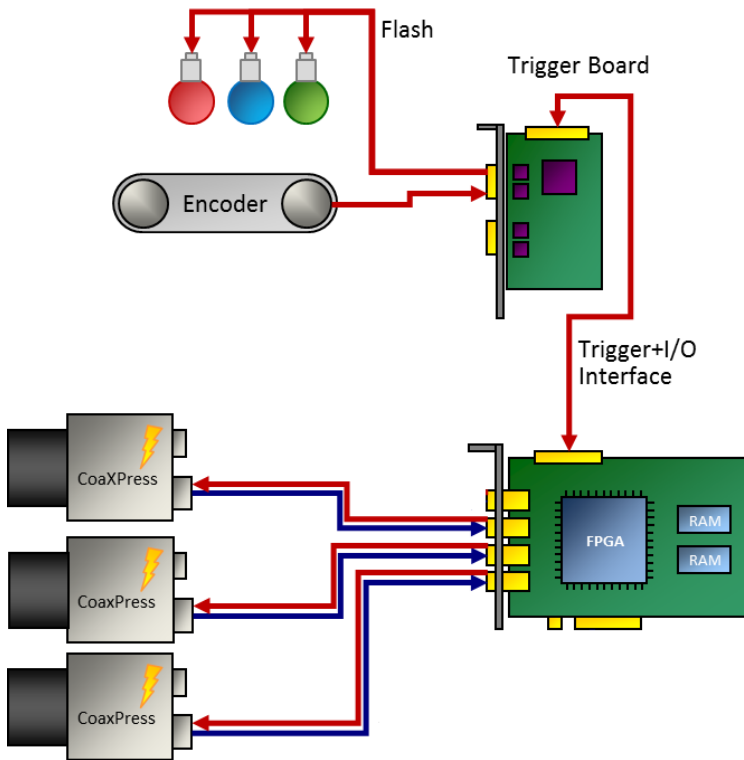 Flash
Trigger Board
Encoder
Trigger+I/O
Interface
CoaXPress
RAM
FPGA
RAM
CoaxPress
CoaxPress